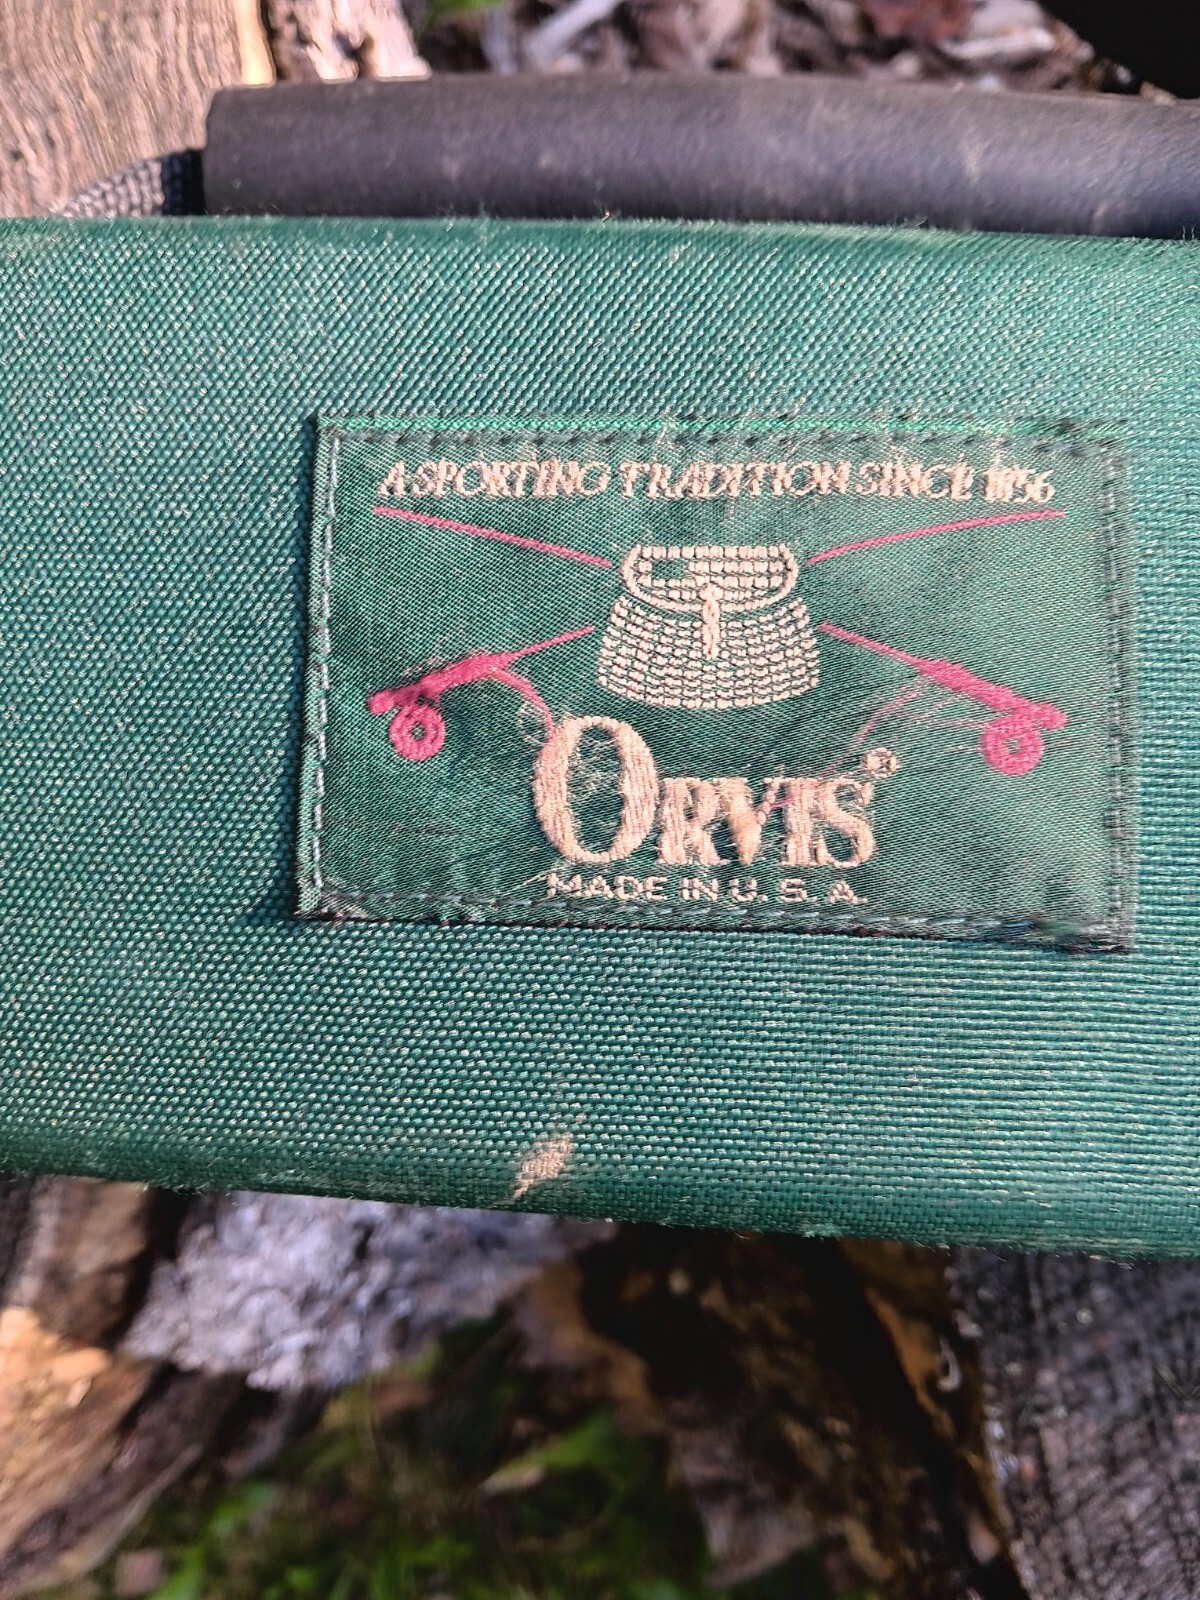 A SPORTING TRADITION SINCE 1856
ORVIS®
MADE IN U.S.A.